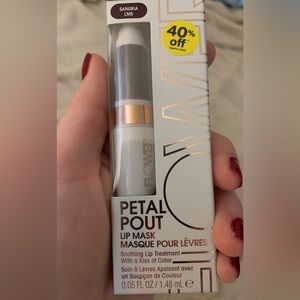 SANGRIA
LM6
40%
off
FLOWER
PETAL
POUT
LIP MASK
MASQUE POUR LÈVRES
Soothing Lip Treatment
With a Kiss of Color
Soin à Lèvres Apaisant avec
un Soupçon de Couleur
0.05 FL OZ / 1.48 mL e